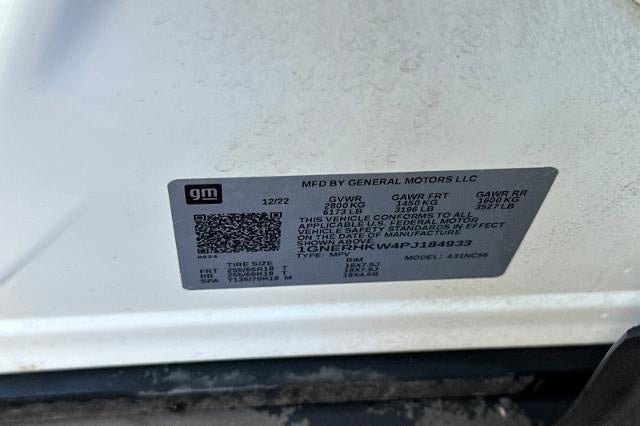 gm
MFD BY GENERAL MOTORS LLC
12/22 GVWR GAWR FRT GAWR RR
2800 KG 1450 KG 1600 KG
6173 LB 3196 LB 3527 LB
THIS VEHICLE CONFORMS TO ALL
APPLICABLE U.S. FEDERAL MOTOR
VEHICLE SAFETY STANDARDS IN EFFECT
ON THE DATE OF MANUFACTURE SHOWN ABOVE.
1GNERHKW4PJ184933
TYPE: MPV MODEL: 431NC56
0624
TIRE SIZE RIM
FRT 255/65R18 T 18X7.5J
RR 255/65R18 T 18X7.5J
SPA T135/70R18 M 18X4.5B